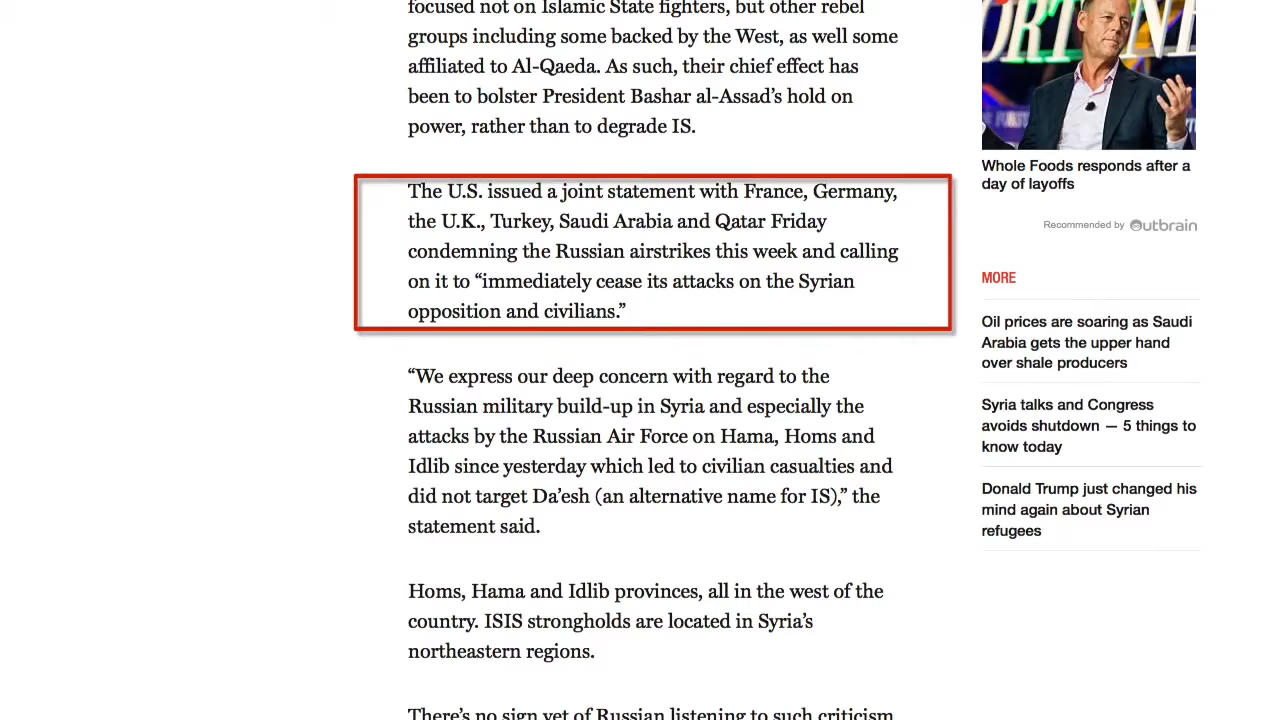 focused not on Islamic State fighters, but other rebel
groups including some backed by the West, as well some
affiliated to Al-Qaeda. As such, their chief effect has
been to bolster President Bashar al-Assad’s hold on
power, rather than to degrade IS.
The U.S. issued a joint statement with France, Germany,
the U.K., Turkey, Saudi Arabia and Qatar Friday
condemning the Russian airstrikes this week and calling
on it to “immediately cease its attacks on the Syrian
opposition and civilians.”
“We express our deep concern with regard to the
Russian military build-up in Syria and especially the
attacks by the Russian Air Force on Hama, Homs and
Idlib since yesterday which led to civilian casualties and
did not target Da’esh (an alternative name for IS),” the
statement said.
Homs, Hama and Idlib provinces, all in the west of the
country. ISIS strongholds are located in Syria’s
northeastern regions.
There’s no sign yet of Russian listening to such criticism
Whole Foods responds after a
day of layoffs
Recommended by Outbrain
MORE
Oil prices are soaring as Saudi
Arabia gets the upper hand
over shale producers
Syria talks and Congress
avoids shutdown — 5 things to
know today
Donald Trump just changed his
mind again about Syrian
refugees